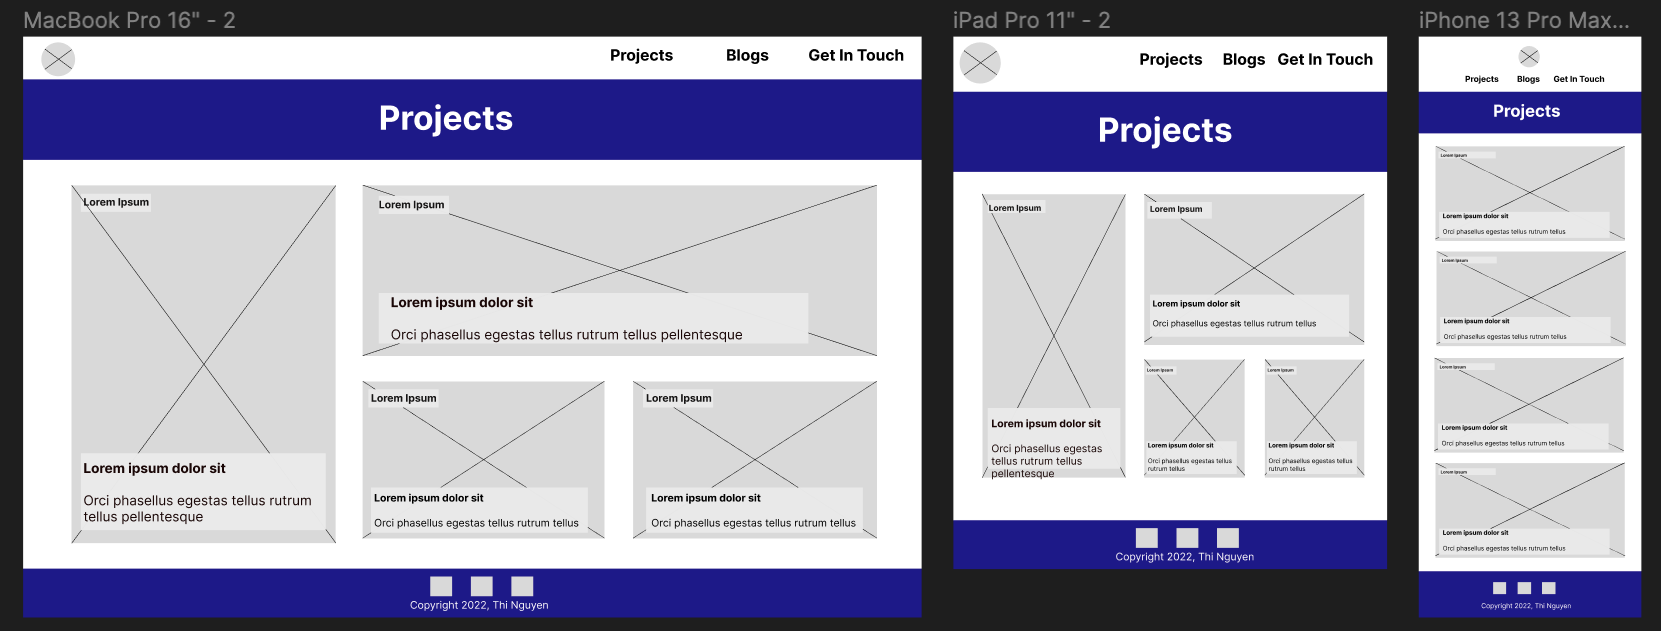 MacBook Pro 16" - 2
Projects Blogs Get In Touch
Projects
Lorem Ipsum
Lorem ipsum dolor sit
Orci phasellus egestas tellus rutrum
tellus pellentesque
Lorem Ipsum
Lorem ipsum dolor sit
Orci phasellus egestas tellus rutrum tellus pellentesque
Lorem Ipsum
Lorem ipsum dolor sit
Orci phasellus egestas tellus rutrum tellus
Lorem Ipsum
Lorem ipsum dolor sit
Orci phasellus egestas tellus rutrum tellus
Copyright 2022, Thi Nguyen
iPad Pro 11" - 2
Projects Blogs Get In Touch
Projects
Lorem Ipsum
Lorem ipsum dolor sit
Orci phasellus egestas
tellus rutrum tellus
pellentesque
Lorem Ipsum
Lorem ipsum dolor sit
Orci phasellus egestas tellus rutrum tellus
Lorem Ipsum
Lorem ipsum dolor sit
Orci phasellus egestas tellus
rutrum tellus
Lorem Ipsum
Lorem ipsum dolor sit
Orci phasellus egestas tellus
rutrum tellus
Copyright 2022, Thi Nguyen
iPhone 13 Pro Max...
Projects Blogs Get In Touch
Projects
Lorem Ipsum
Lorem ipsum dolor sit
Orci phasellus egestas tellus rutrum tellus
Lorem Ipsum
Lorem ipsum dolor sit
Orci phasellus egestas tellus rutrum tellus
Lorem Ipsum
Lorem ipsum dolor sit
Orci phasellus egestas tellus rutrum tellus
Lorem Ipsum
Lorem ipsum dolor sit
Orci phasellus egestas tellus rutrum tellus
Copyright 2022, Thi Nguyen